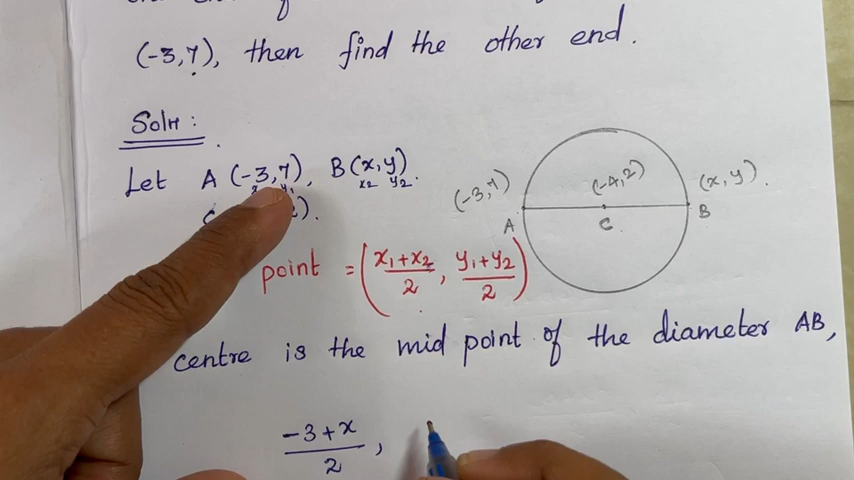 (-3,7), then find the other end.
Soln :
Let A (-3,7), B(x,y).
x2 y2
(-3,7)
(-4,2)
(x,y).
A
C
B
point = (x1+x2/2, y1+y2/2)
centre is the mid point of the diameter AB,
-3+x/2,